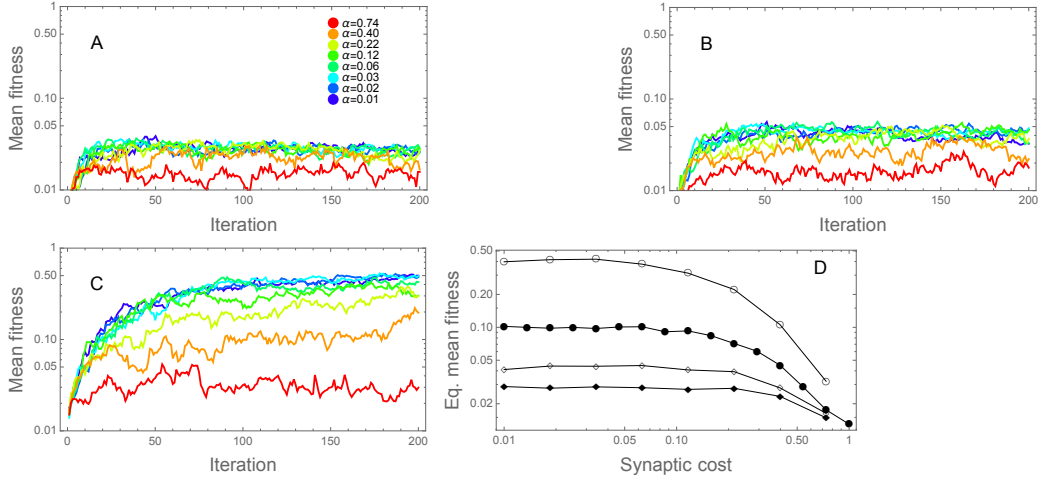 A
Mean fitness
1
0.50
0.10
0.05
0.01
0
50
100
150
200
Iteration
α=0.74
α=0.40
α=0.22
α=0.12
α=0.06
α=0.03
α=0.02
α=0.01
B
Mean fitness
1
0.50
0.10
0.05
0.01
0
50
100
150
200
Iteration
C
Mean fitness
1
0.50
0.10
0.05
0.01
0
50
100
150
200
Iteration
D
Eq. mean fitness
0.50
0.20
0.10
0.05
0.02
0.01
0.05
0.10
0.50
1
Synaptic cost